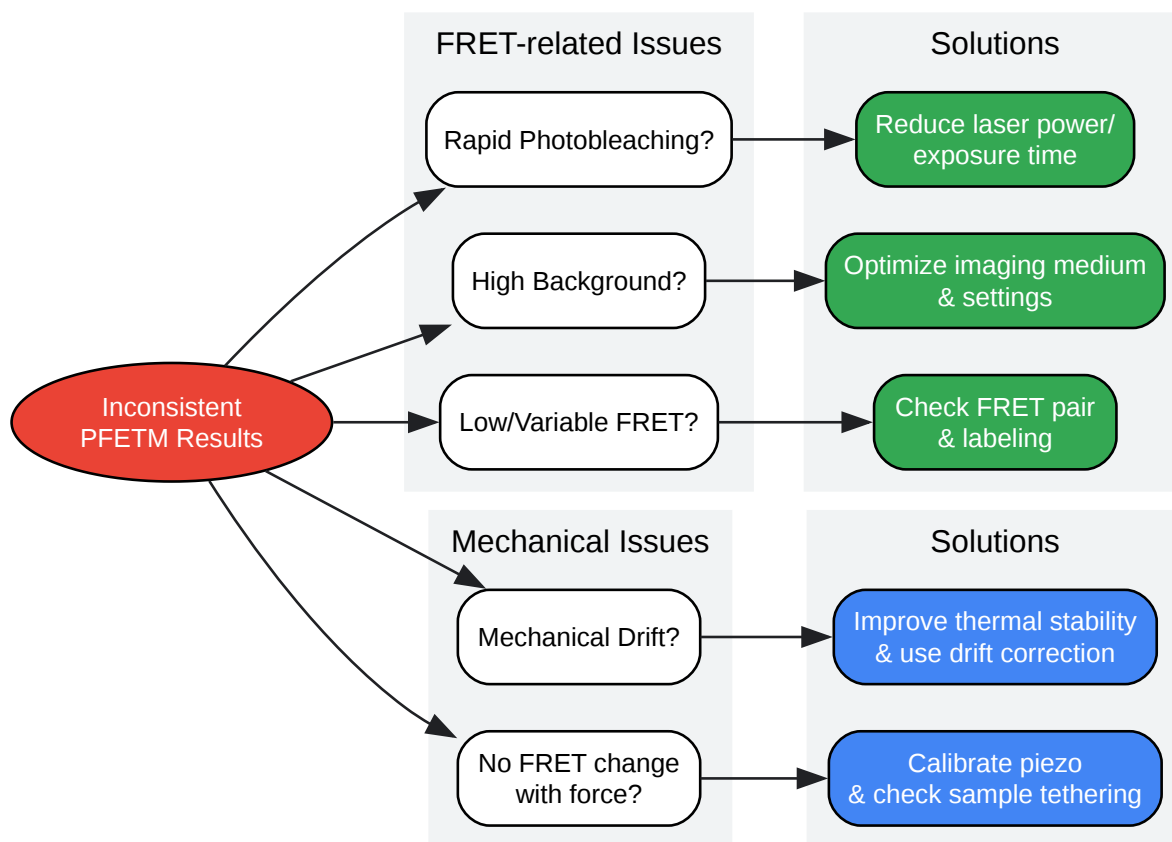 FRET-related Issues
Solutions
Rapid Photobleaching?
Reduce laser power/
exposure time
High Background?
Optimize imaging medium
& settings
Inconsistent
PFETM Results
Low/Variable FRET?
Check FRET pair
& labeling
Mechanical Issues
Solutions
Mechanical Drift?
Improve thermal stability
& use drift correction
No FRET change
with force?
Calibrate piezo
& check sample tethering